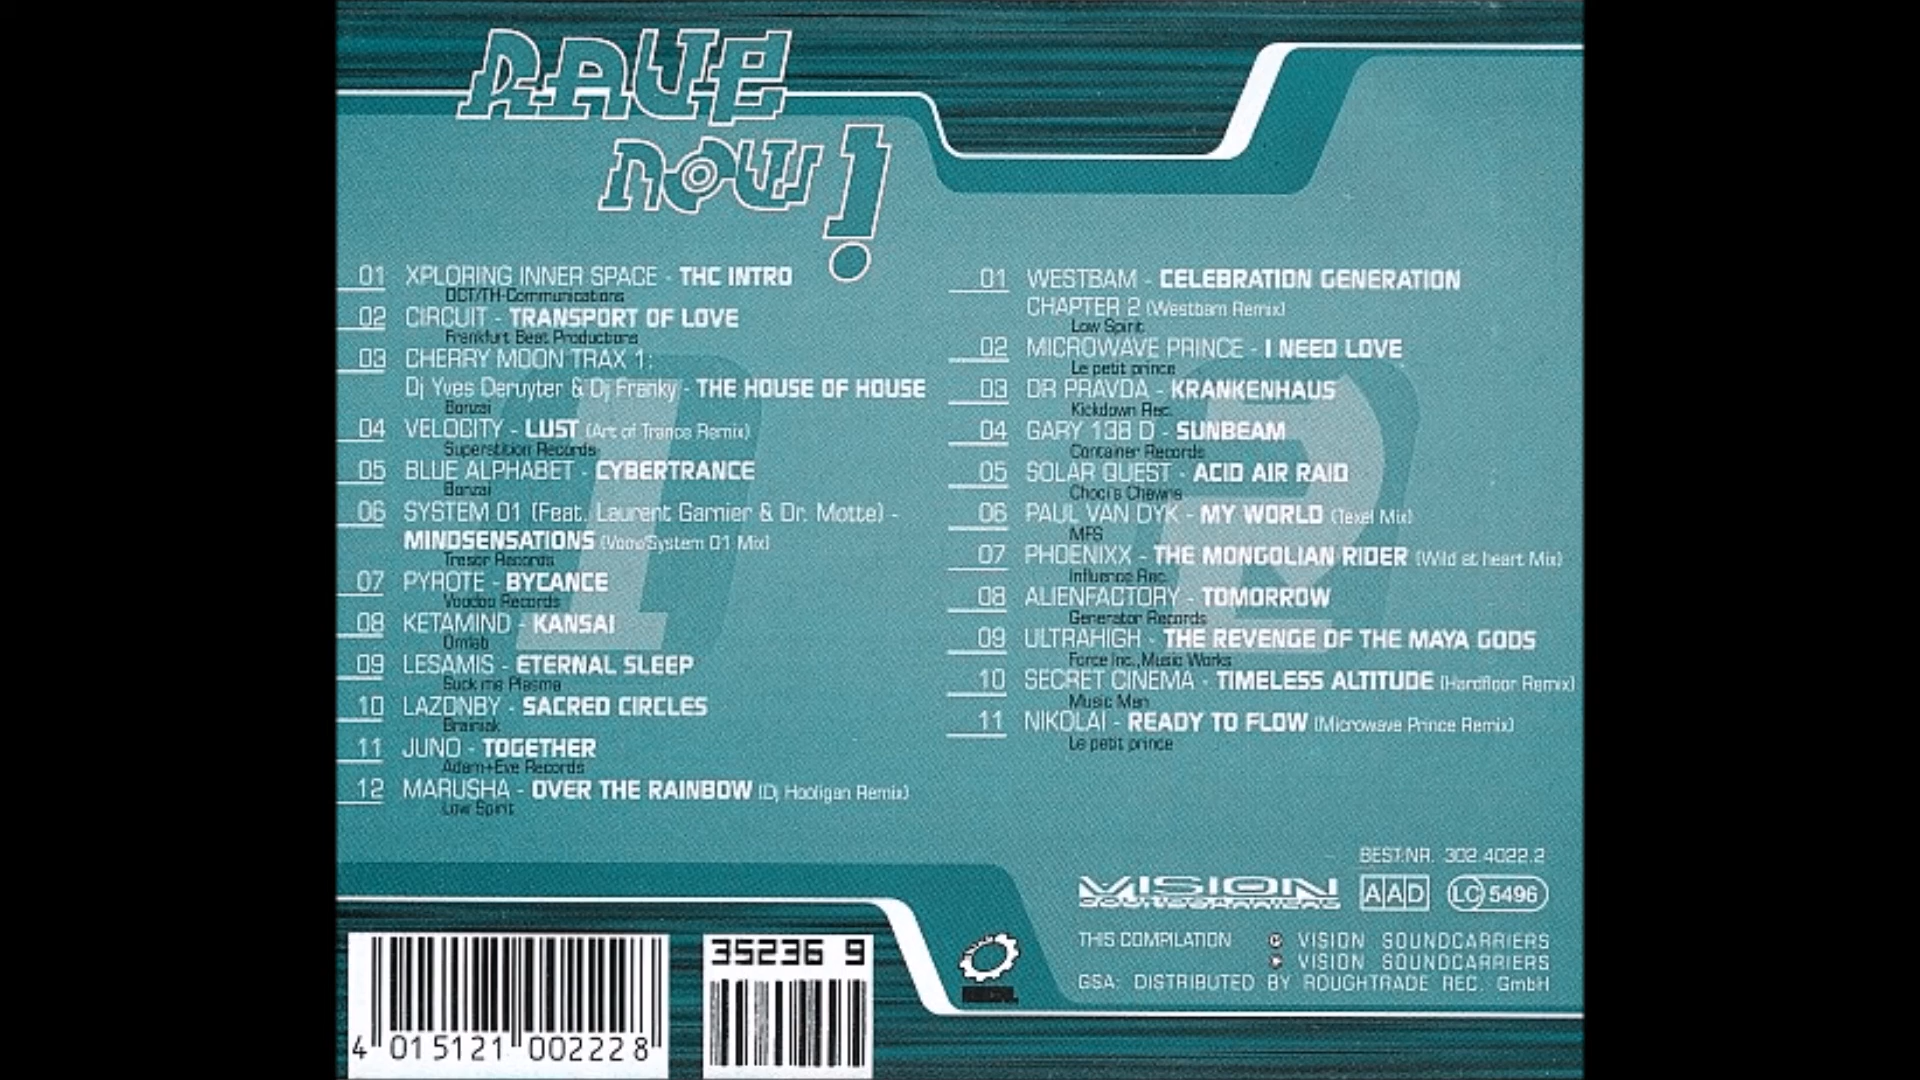 RAVE
NOW!
01 XPLORING INNER SPACE - THC INTRO
OCT/TH-Communications
02 CIRCUIT - TRANSPORT OF LOVE
Frankfurt Beat Productions
03 CHERRY MOON TRAX 1:
Dj Yves Deruyter & Dj Franky - THE HOUSE OF HOUSE
Bonzai
04 VELOCITY - LUST (Art of Trance Remix)
Superstition Records
05 BLUE ALPHABET - CYBERTRANCE
Bonzai
06 SYSTEM 01 (Feat. Laurent Garnier & Dr. Motte) -
MINDSENSATIONS (Voov/System 01 Mix)
Tresor Records
07 PYROTE - BYCANCE
Voodoo Records
08 KETAMIND - KANSAI
Omlab
09 LESAMIS - ETERNAL SLEEP
Suck me Plasma
10 LAZONBY - SACRED CIRCLES
Brainiak
11 JUNO - TOGETHER
Adam+Eve Records
12 MARUSHA - OVER THE RAINBOW (Dj Hooligan Remix)
Low Spirit
1
01 WESTBAM - CELEBRATION GENERATION
CHAPTER 2 (Westbam Remix)
Low Spirit
02 MICROWAVE PRINCE - I NEED LOVE
Le petit prince
03 DR PRAVDA - KRANKENHAUS
Kickdown Rec.
04 GARY 138 D - SUNBEAM
Container Records
05 SOLAR QUEST - ACID AIR RAID
Choci's Chewns
06 PAUL VAN DYK - MY WORLD (Texel Mix)
MFS
07 PHOENIXX - THE MONGOLIAN RIDER (Wild at heart Mix)
Influence Rec.
08 ALIENFACTORY - TOMORROW
Generator Records
09 ULTRAHIGH - THE REVENGE OF THE MAYA GODS
Force Inc., Music Works
10 SECRET CINEMA - TIMELESS ALTITUDE (Hardfloor Remix)
Music Man
11 NIKOLAI - READY TO FLOW (Microwave Prince Remix)
Le petit prince
2
BEST.NR. 302.4022.2
VISION SOUNDCARRIERS
AAD
LC 5496
THIS COMPILATION © VISION SOUNDCARRIERS
℗ VISION SOUNDCARRIERS
GSA: DISTRIBUTED BY ROUGHTRADE REC. GmbH
35236 9
4 015121 002228